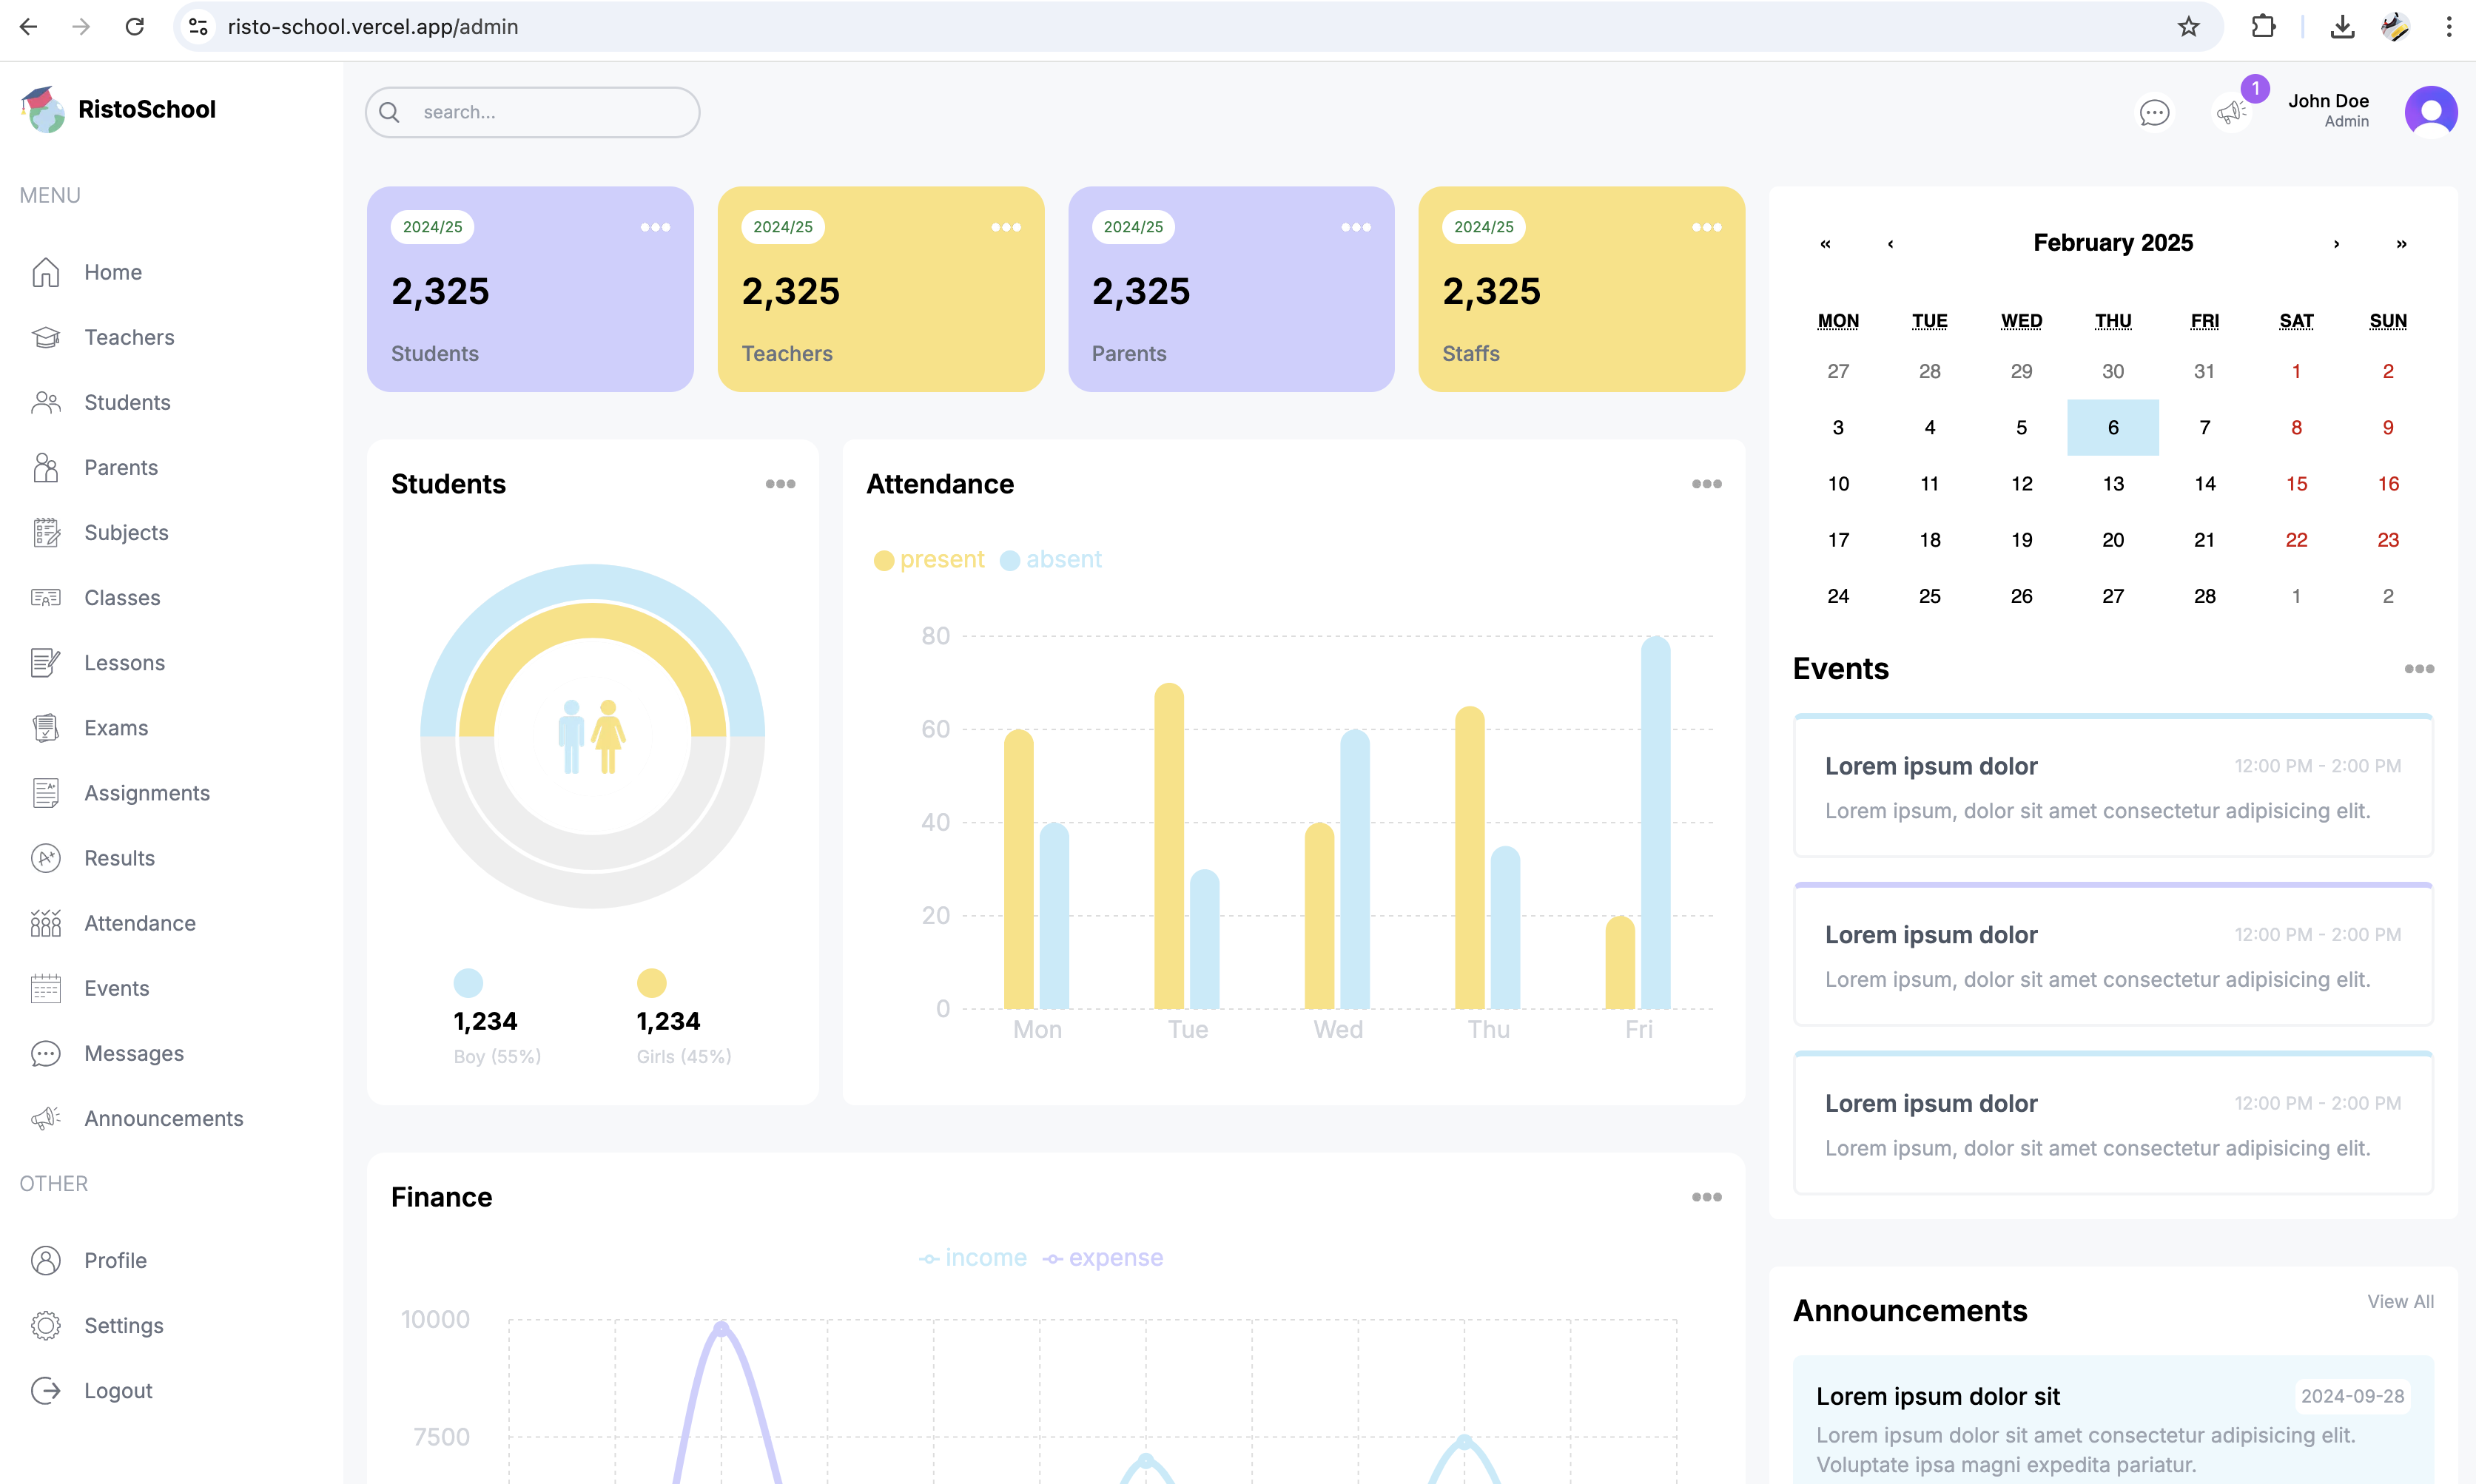 risto-school.vercel.app/admin
RistoSchool
search...
1
John Doe
Admin
MENU
Home
Teachers
Students
Parents
Subjects
Classes
Lessons
Exams
Assignments
Results
Attendance
Events
Messages
Announcements
OTHER
Profile
Settings
Logout
2024/25
2,325
Students
2024/25
2,325
Teachers
2024/25
2,325
Parents
2024/25
2,325
Staffs
Students
1,234
Boy (55%)
1,234
Girls (45%)
Attendance
present absent
80
60
40
20
0
Mon Tue Wed Thu Fri
Finance
income expense
10000
7500
« ‹ February 2025 › »
MON TUE WED THU FRI SAT SUN
27 28 29 30 31 1 2
3 4 5 6 7 8 9
10 11 12 13 14 15 16
17 18 19 20 21 22 23
24 25 26 27 28 1 2
Events
Lorem ipsum dolor 12:00 PM - 2:00 PM
Lorem ipsum, dolor sit amet consectetur adipisicing elit.
Lorem ipsum dolor 12:00 PM - 2:00 PM
Lorem ipsum, dolor sit amet consectetur adipisicing elit.
Lorem ipsum dolor 12:00 PM - 2:00 PM
Lorem ipsum, dolor sit amet consectetur adipisicing elit.
Announcements View All
Lorem ipsum dolor sit 2024-09-28
Lorem ipsum dolor sit amet consectetur adipisicing elit.
Voluptate ipsa magni expedita pariatur.